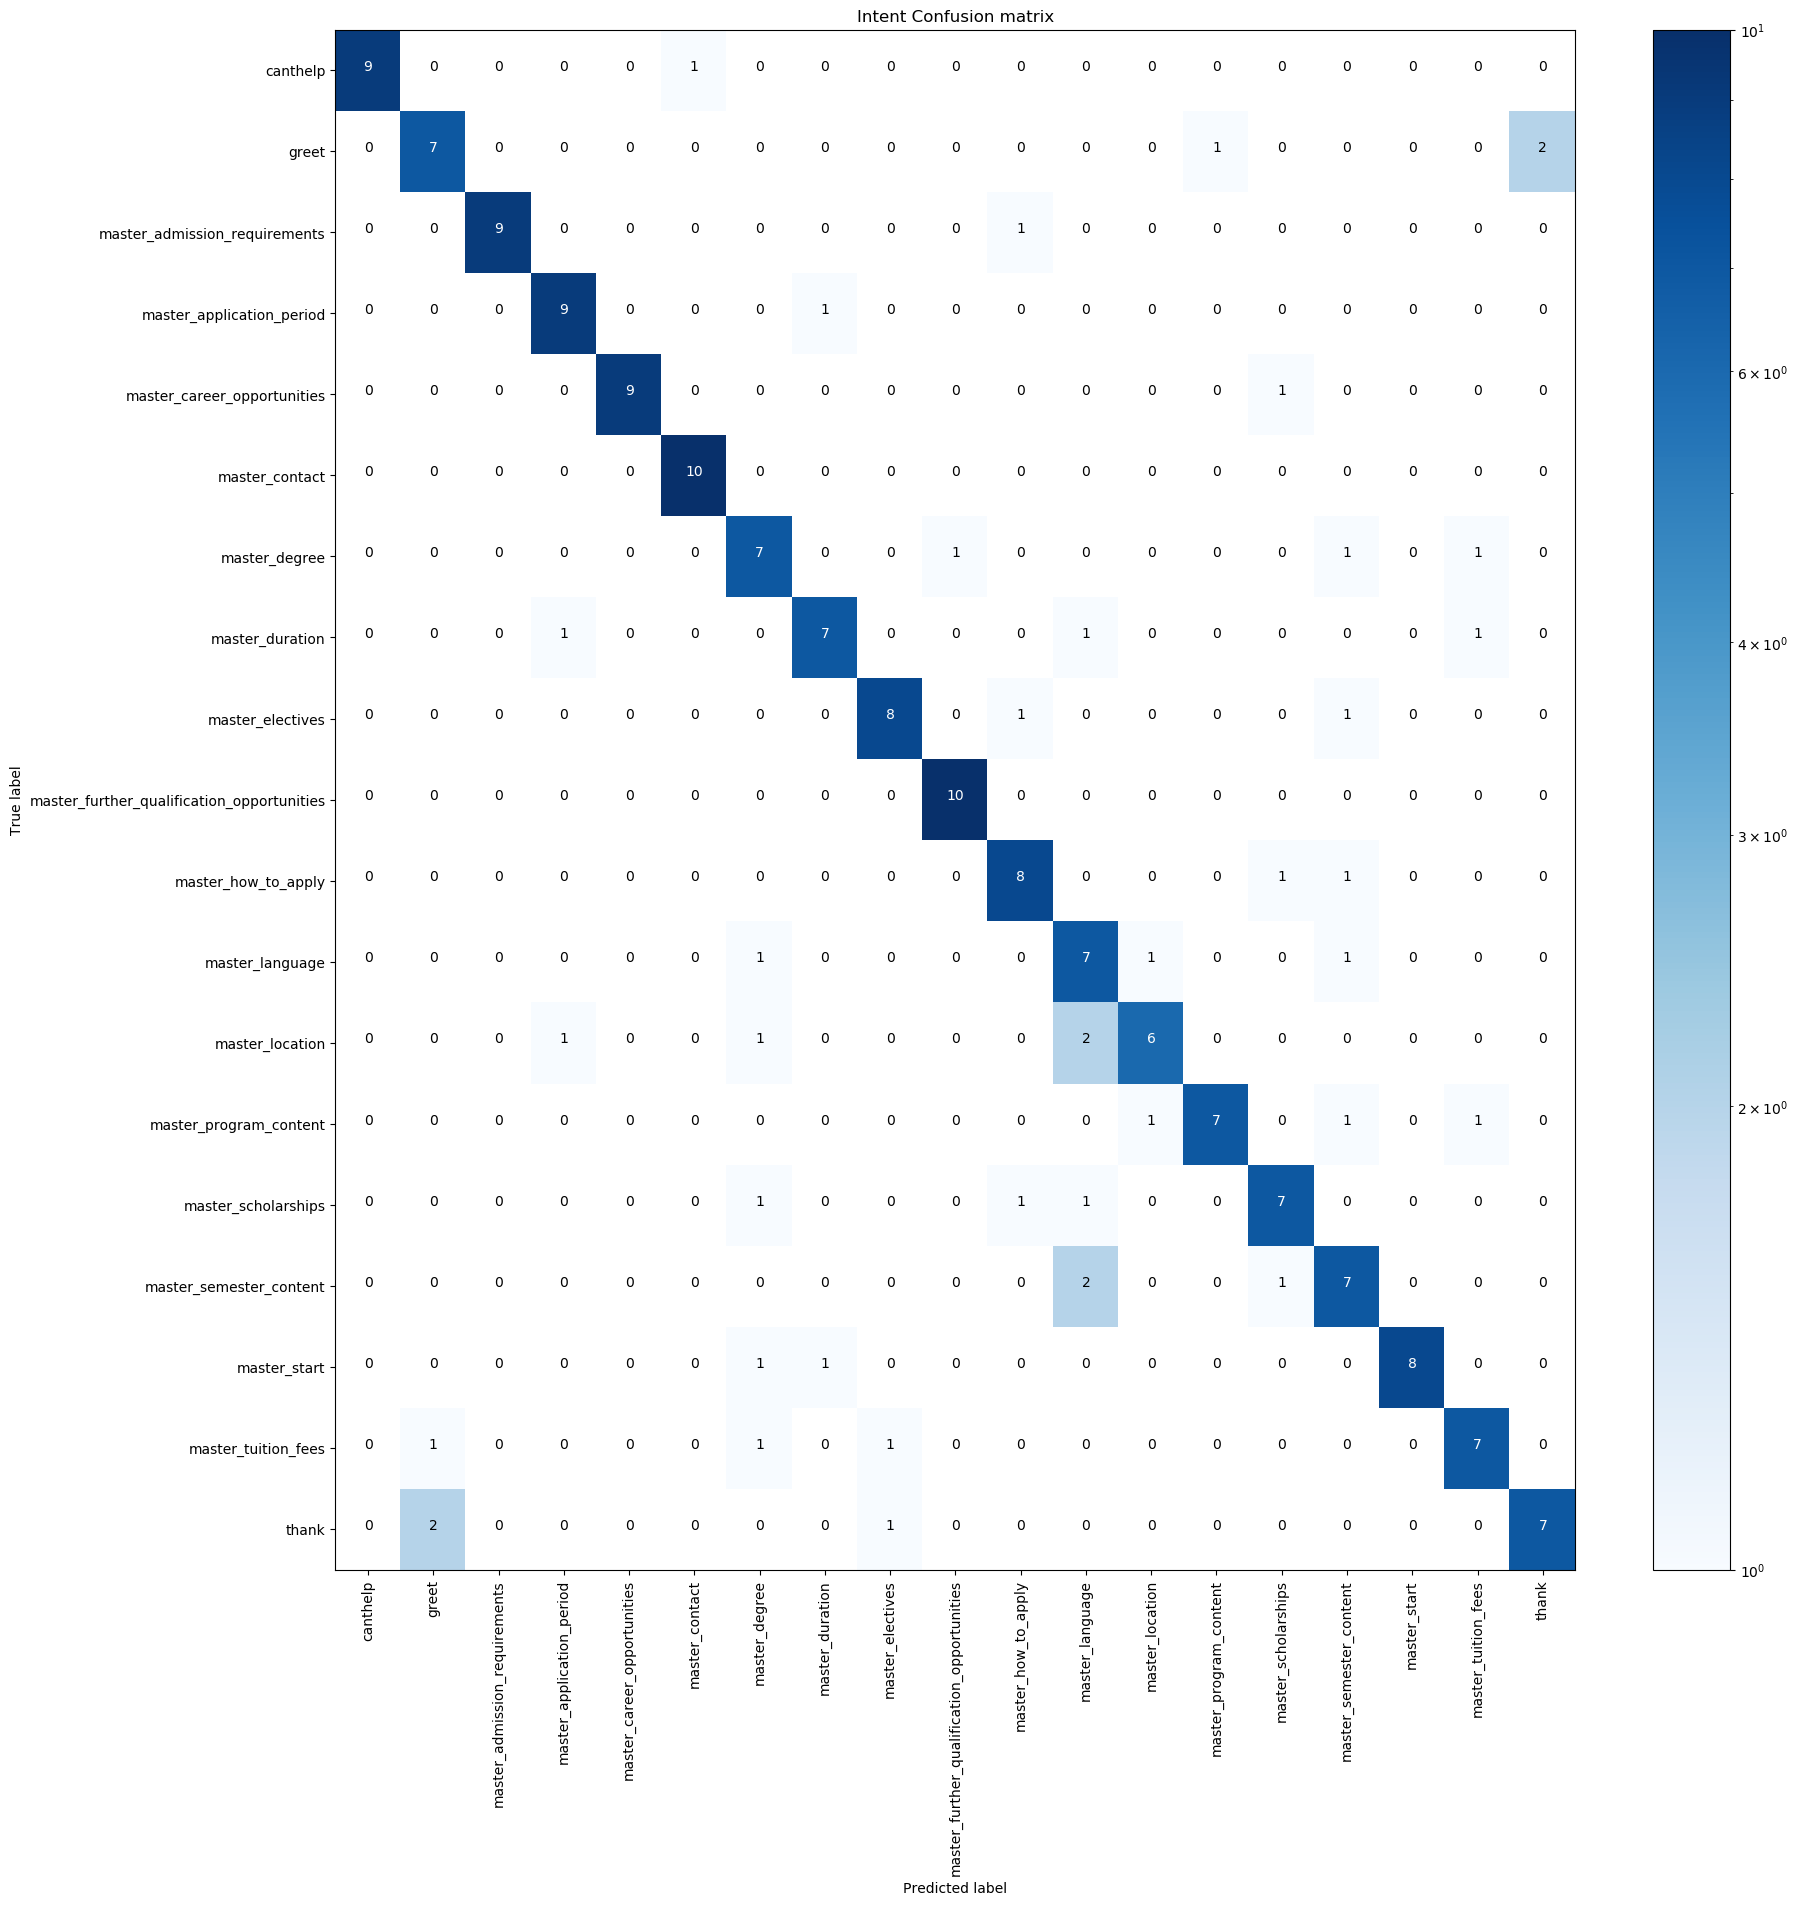 Intent Confusion matrix
canthelp 9 0 0 0 0 1 0 0 0 0 0 0 0 0 0 0 0 0 0
greet 0 7 0 0 0 0 0 0 0 0 0 0 0 1 0 0 0 0 2
master_admission_requirements 0 0 9 0 0 0 0 0 0 0 1 0 0 0 0 0 0 0 0
master_application_period 0 0 0 9 0 0 0 1 0 0 0 0 0 0 0 0 0 0 0
master_career_opportunities 0 0 0 0 9 0 0 0 0 0 0 0 0 0 1 0 0 0 0
master_contact 0 0 0 0 0 10 0 0 0 0 0 0 0 0 0 0 0 0 0
master_degree 0 0 0 0 0 0 7 0 0 1 0 0 0 0 0 1 0 1 0
master_duration 0 0 0 1 0 0 0 7 0 0 0 1 0 0 0 0 0 1 0
master_electives 0 0 0 0 0 0 0 0 8 0 1 0 0 0 0 1 0 0 0
master_further_qualification_opportunities 0 0 0 0 0 0 0 0 0 10 0 0 0 0 0 0 0 0 0
master_how_to_apply 0 0 0 0 0 0 0 0 0 0 8 0 0 0 1 1 0 0 0
master_language 0 0 0 0 0 0 1 0 0 0 0 7 1 0 0 1 0 0 0
master_location 0 0 0 1 0 0 1 0 0 0 0 2 6 0 0 0 0 0 0
master_program_content 0 0 0 0 0 0 0 0 0 0 0 0 1 7 0 1 0 1 0
master_scholarships 0 0 0 0 0 0 1 0 0 0 1 1 0 0 7 0 0 0 0
master_semester_content 0 0 0 0 0 0 0 0 0 0 0 2 0 0 1 7 0 0 0
master_start 0 0 0 0 0 0 1 1 0 0 0 0 0 0 0 0 8 0 0
master_tuition_fees 0 1 0 0 0 0 1 0 1 0 0 0 0 0 0 0 0 7 0
thank 0 2 0 0 0 0 0 0 1 0 0 0 0 0 0 0 0 0 7
True label
canthelp
greet
master_admission_requirements
master_application_period
master_career_opportunities
master_contact
master_degree
master_duration
master_electives
master_further_qualification_opportunities
master_how_to_apply
master_language
master_location
master_program_content
master_scholarships
master_semester_content
master_start
master_tuition_fees
thank
Predicted label
10¹
6 × 10⁰
4 × 10⁰
3 × 10⁰
2 × 10⁰
10⁰